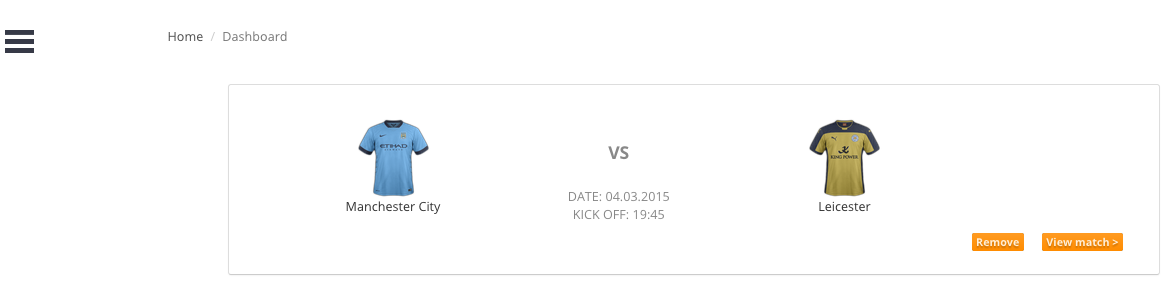 Home / Dashboard
ETIHAD
KING POWER
VS
Manchester City
DATE: 04.03.2015
Leicester
KICK OFF: 19:45
Remove
View match >